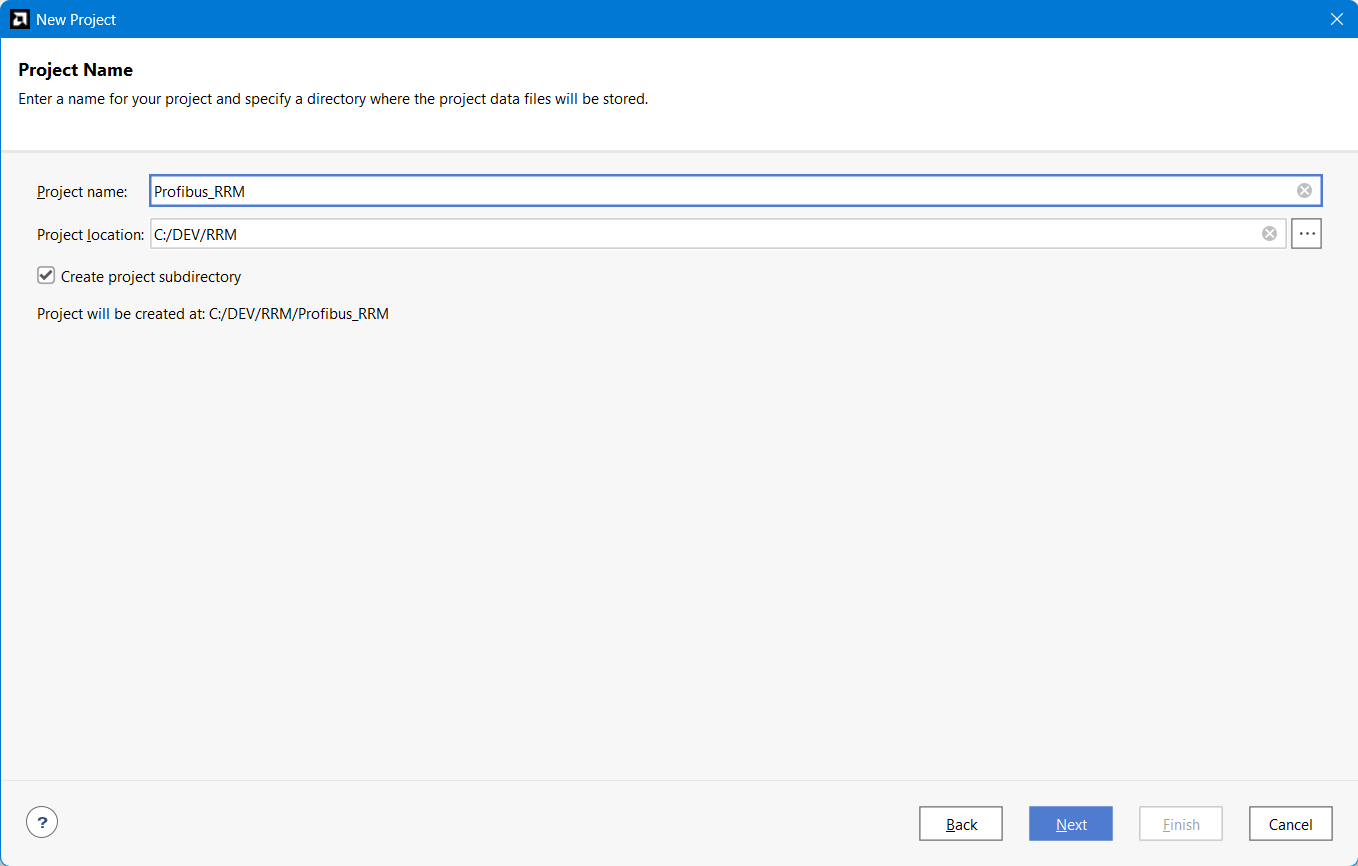 New Project
Project Name
Enter a name for your project and specify a directory where the project data files will be stored.
Project name: Profibus_RRM
Project location: C:/DEV/RRM ···
Create project subdirectory
Project will be created at: C:/DEV/RRM/Profibus_RRM
? Back Next Finish Cancel